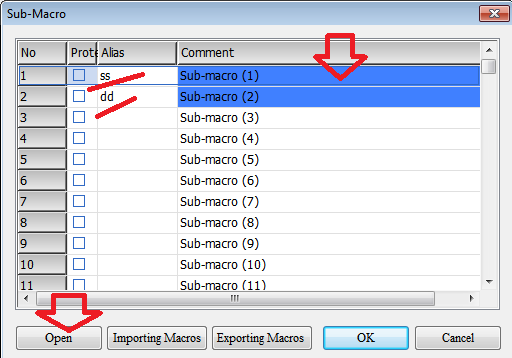 Sub-Macro
No Prote Alias Comment
1 ss Sub-macro (1)
2 dd Sub-macro (2)
3 Sub-macro (3)
4 Sub-macro (4)
5 Sub-macro (5)
6 Sub-macro (6)
7 Sub-macro (7)
8 Sub-macro (8)
9 Sub-macro (9)
10 Sub-macro (10)
11 Sub-macro (11)
Open Importing Macros Exporting Macros OK Cancel